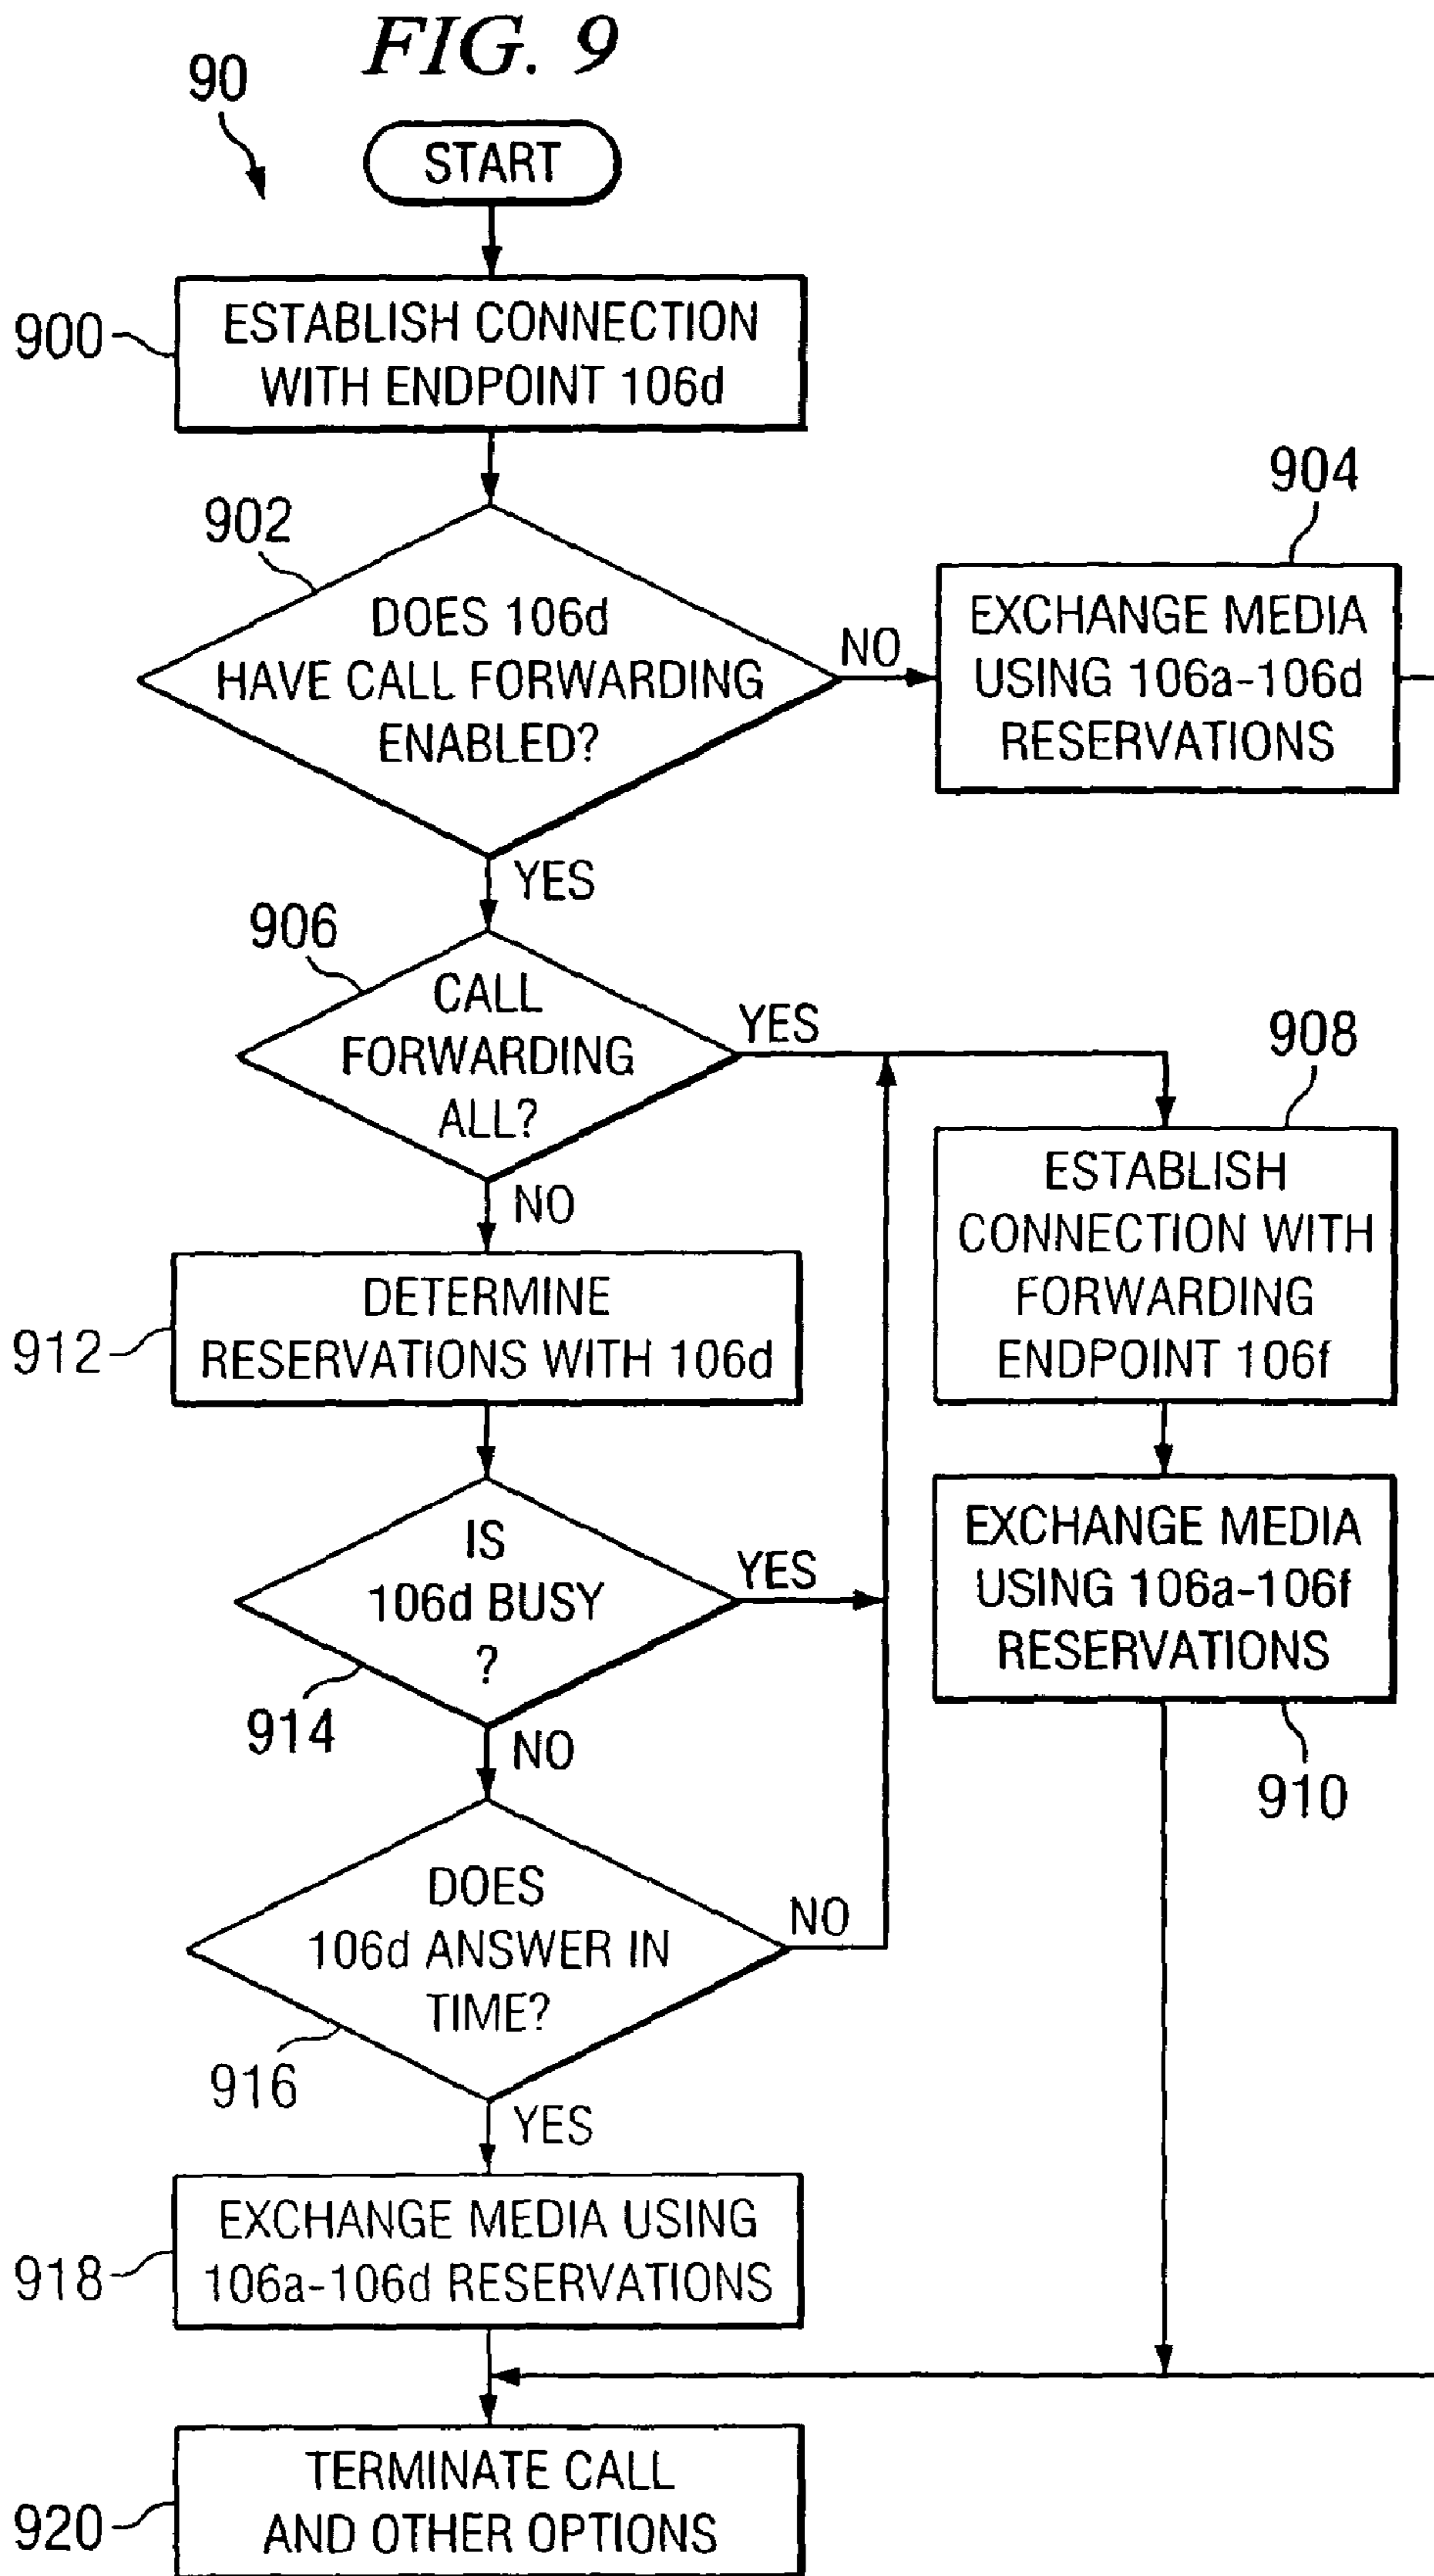 FIG. 9
90
START
900
ESTABLISH CONNECTION
WITH ENDPOINT 106d
902
DOES 106d
HAVE CALL FORWARDING
ENABLED?
NO
904
EXCHANGE MEDIA
USING 106a-106d
RESERVATIONS
YES
906
CALL
FORWARDING
ALL?
YES
908
ESTABLISH
CONNECTION WITH
FORWARDING
ENDPOINT 106f
NO
912
DETERMINE
RESERVATIONS WITH 106d
EXCHANGE MEDIA
USING 106a-106f
RESERVATIONS
910
IS
106d BUSY
?
YES
914
NO
DOES
106d ANSWER IN
TIME?
NO
916
YES
918
EXCHANGE MEDIA USING
106a-106d RESERVATIONS
920
TERMINATE CALL
AND OTHER OPTIONS